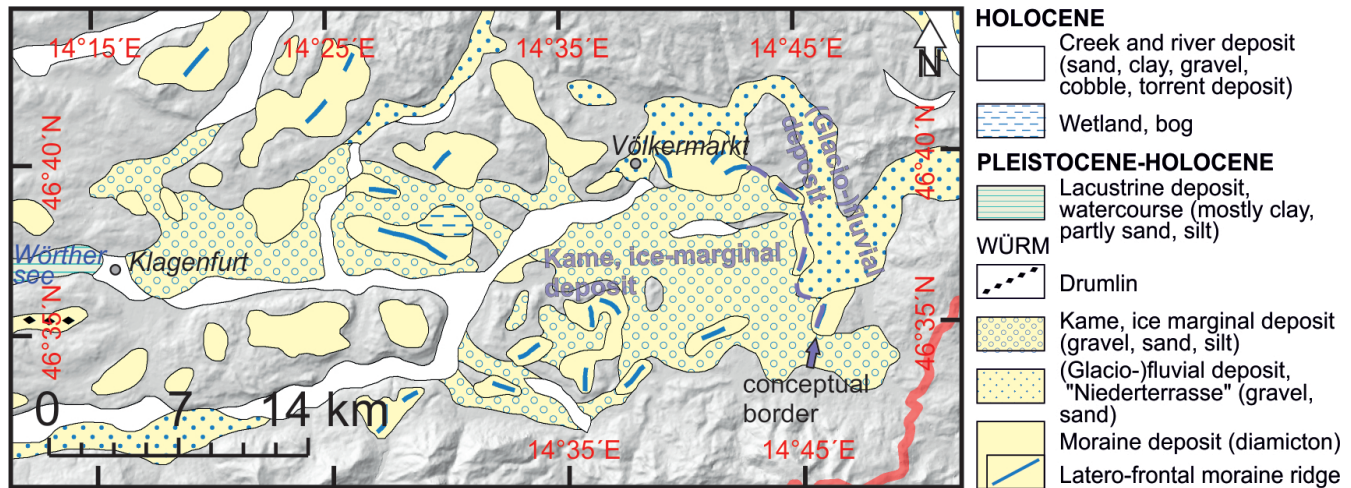 14°15´E
14°25´E
14°35´E
14°45´E
N
46°40´N
46°40´N
Völkermarkt
(Glacio-)fluvial
deposit
Wörther
see
Klagenfurt
Kame, ice-marginal
deposit
46°35´N
46°35´N
conceptual
border
0 7 14 km
14°35´E
14°45´E
HOLOCENE
Creek and river deposit
(sand, clay, gravel,
cobble, torrent deposit)
Wetland, bog
PLEISTOCENE-HOLOCENE
Lacustrine deposit,
watercourse (mostly clay,
partly sand, silt)
WÜRM
Drumlin
Kame, ice marginal deposit
(gravel, sand, silt)
(Glacio-)fluvial deposit,
"Niederterrasse" (gravel,
sand)
Moraine deposit (diamicton)
Latero-frontal moraine ridge